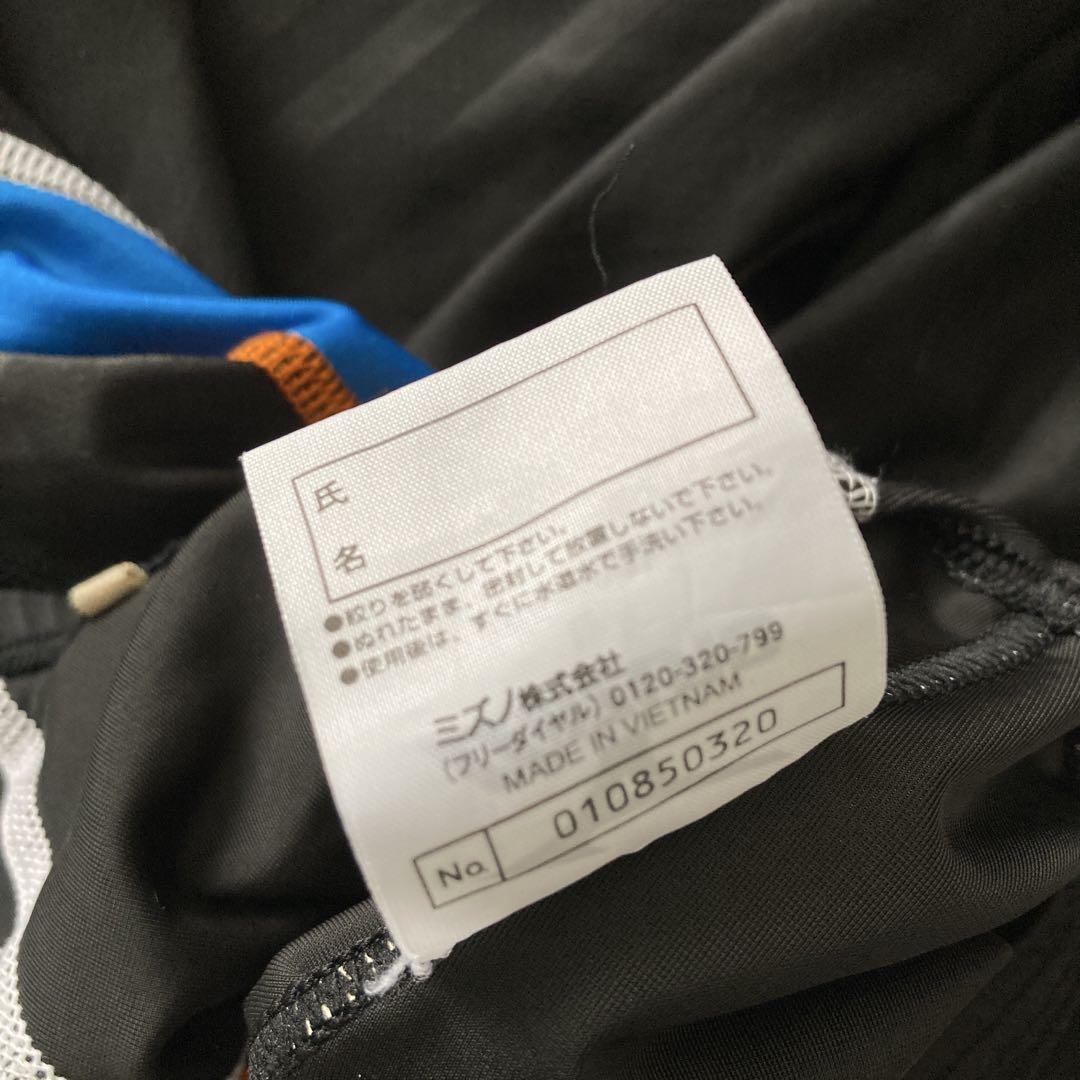 氏
名
●絞りを弱くして下さい。
●ぬれたまま、密封して放置しないで下さい。
●使用後は、すぐに水道水で手洗い下さい。
ミズノ株式会社
(フリーダイヤル) 0120-320-799
MADE IN VIETNAM
No. 010850320